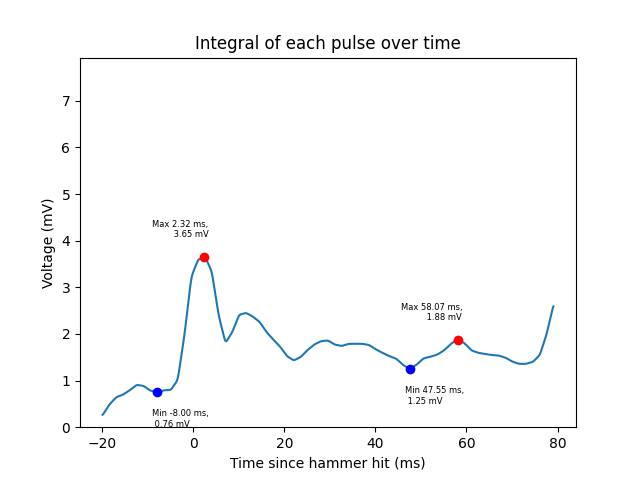 Integral of each pulse over time
Voltage (mV)
7
6
5
4
3
2
1
0
Max 2.32 ms,
3.65 mV
Max 58.07 ms,
1.88 mV
Min 47.55 ms,
1.25 mV
Min -8.00 ms,
0.76 mV
−20
0
20
40
60
80
Time since hammer hit (ms)